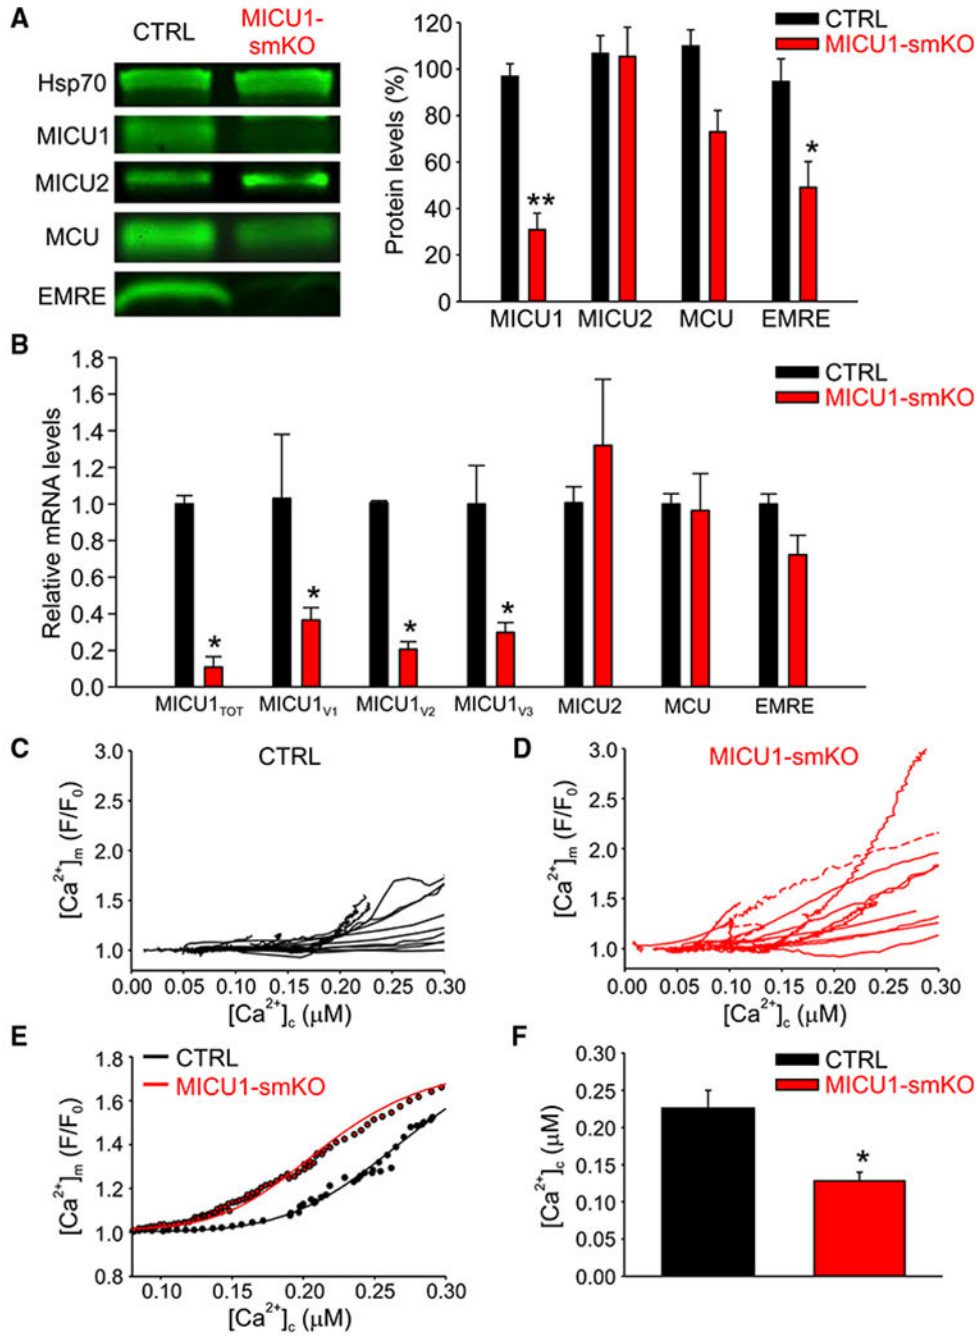 A
CTRL
MICU1-
smKO
Hsp70
MICU1
MICU2
MCU
EMRE
Protein levels (%)
120
100
80
60
40
20
0
**
*
CTRL
MICU1-smKO
MICU1 MICU2 MCU EMRE
B
Relative mRNA levels
1.8
1.6
1.4
1.2
1.0
0.8
0.6
0.4
0.2
0.0
* * * *
CTRL
MICU1-smKO
MICU1TOT MICU1V1 MICU1V2 MICU1V3 MICU2 MCU EMRE
C
CTRL
[Ca2+]m (F/F0)
3.0
2.5
2.0
1.5
1.0
0.00 0.05 0.10 0.15 0.20 0.25 0.30
[Ca2+]c (μM)
D
MICU1-smKO
[Ca2+]m (F/F0)
3.0
2.5
2.0
1.5
1.0
0.00 0.05 0.10 0.15 0.20 0.25 0.30
[Ca2+]c (μM)
E
CTRL
MICU1-smKO
[Ca2+]m (F/F0)
1.8
1.6
1.4
1.2
1.0
0.8
0.10 0.15 0.20 0.25 0.30
[Ca2+]c (μM)
F
[Ca2+]c (μM)
0.30
0.25
0.20
0.15
0.10
0.05
0.00
*
CTRL
MICU1-smKO